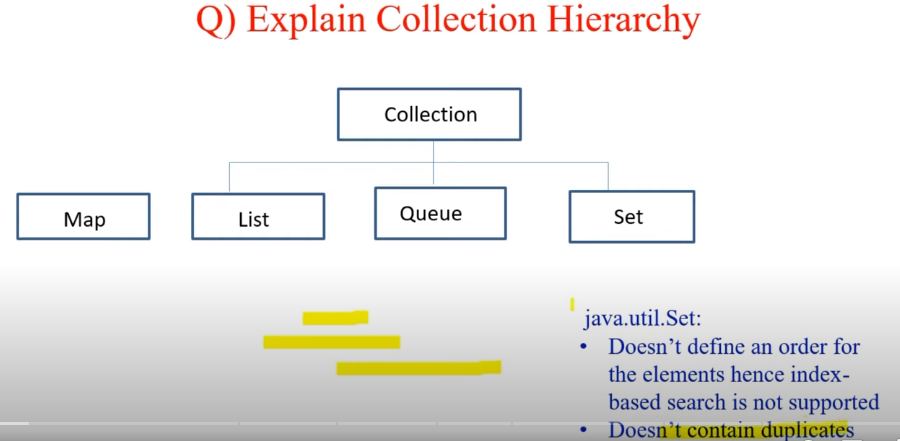 Q) Explain Collection Hierarchy
Collection
Map
List
Queue
Set
java.util.Set:
• Doesn’t define an order for
the elements hence index-
based search is not supported
• Doesn’t contain duplicates